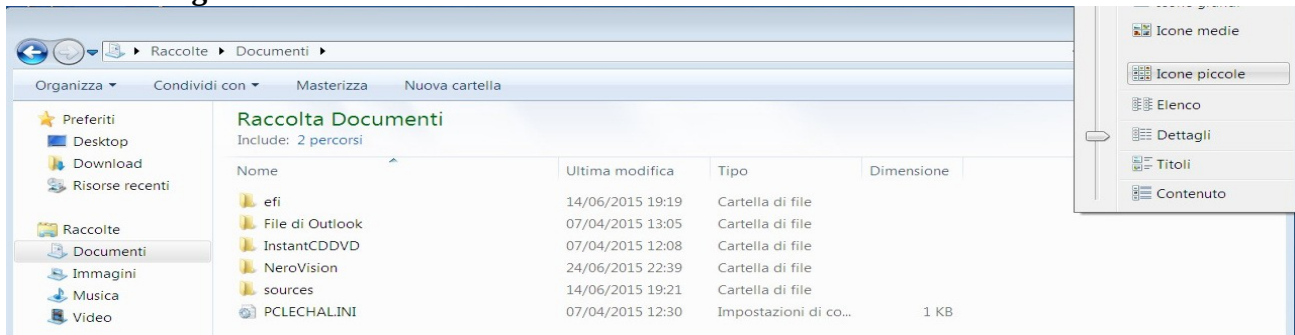 Raccolte ▸ Documenti ▸
Organizza Condividi con Masterizza Nuova cartella
Preferiti
Desktop
Download
Risorse recenti
Raccolte
Documenti
Immagini
Musica
Video
Raccolta Documenti
Include: 2 percorsi
Nome Ultima modifica Tipo Dimensione
efi 14/06/2015 19:19 Cartella di file
File di Outlook 07/04/2015 13:05 Cartella di file
InstantCDDVD 07/04/2015 12:08 Cartella di file
NeroVision 24/06/2015 22:39 Cartella di file
sources 14/06/2015 19:21 Cartella di file
PCLECHAL.INI 07/04/2015 12:30 Impostazioni di co... 1 KB
Icone medie
Icone piccole
Elenco
Dettagli
Titoli
Contenuto